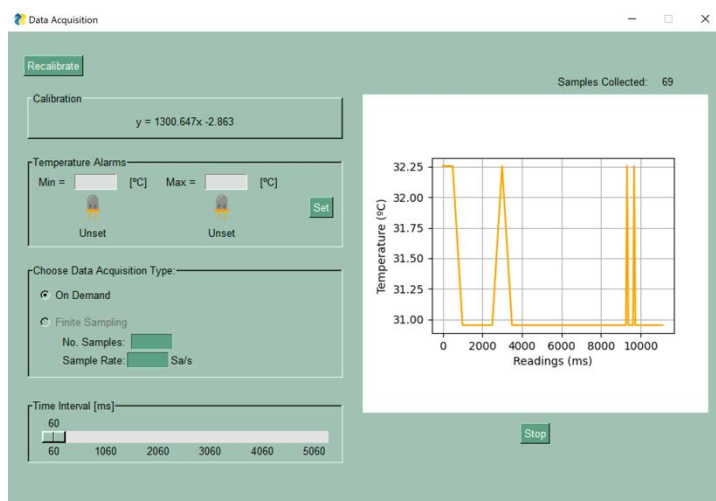 Data Acquisition
Recalibrate
Samples Collected: 69
Calibration
y = 1300.647x -2.863
Temperature Alarms
Min = [ºC] Max = [ºC]
Set
Unset Unset
Choose Data Acquisition Type:
On Demand
Finite Sampling
No. Samples:
Sample Rate: Sa/s
Time Interval [ms]
60
60 1060 2060 3060 4060 5060
Temperature (ºC)
32.25
32.00
31.75
31.50
31.25
31.00
0 2000 4000 6000 8000 10000
Readings (ms)
Stop